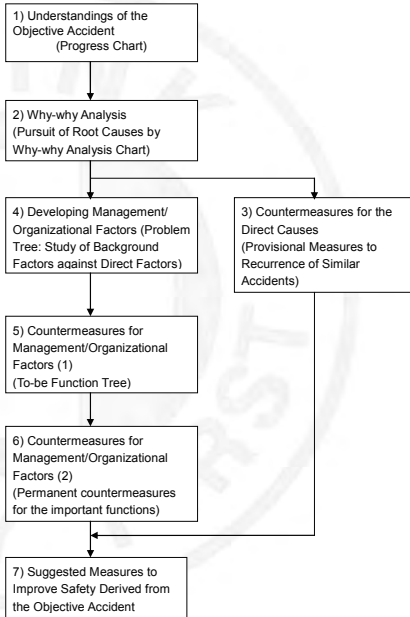 1) Understandings of the
Objective Accident
(Progress Chart)
2) Why-why Analysis
(Pursuit of Root Causes by
Why-why Analysis Chart)
4) Developing Management/
Organizational Factors (Problem
Tree: Study of Background
Factors against Direct Factors)
3) Countermeasures for the
Direct Causes
(Provisional Measures to
Recurrence of Similar
Accidents)
5) Countermeasures for
Management/Organizational
Factors (1)
(To-be Function Tree)
6) Countermeasures for
Management/Organizational
Factors (2)
(Permanent countermeasures
for the important functions)
7) Suggested Measures to
Improve Safety Derived from
the Objective Accident